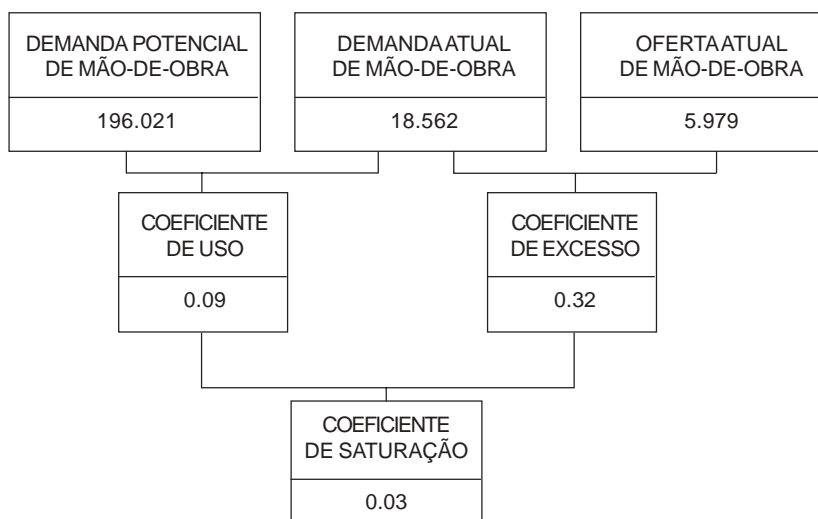 DEMANDA POTENCIAL
DE MÃO-DE-OBRA
196.021
DEMANDA ATUAL
DE MÃO-DE-OBRA
18.562
OFERTA ATUAL
DE MÃO-DE-OBRA
5.979
COEFICIENTE
DE USO
0.09
COEFICIENTE
DE EXCESSO
0.32
COEFICIENTE
DE SATURAÇÃO
0.03